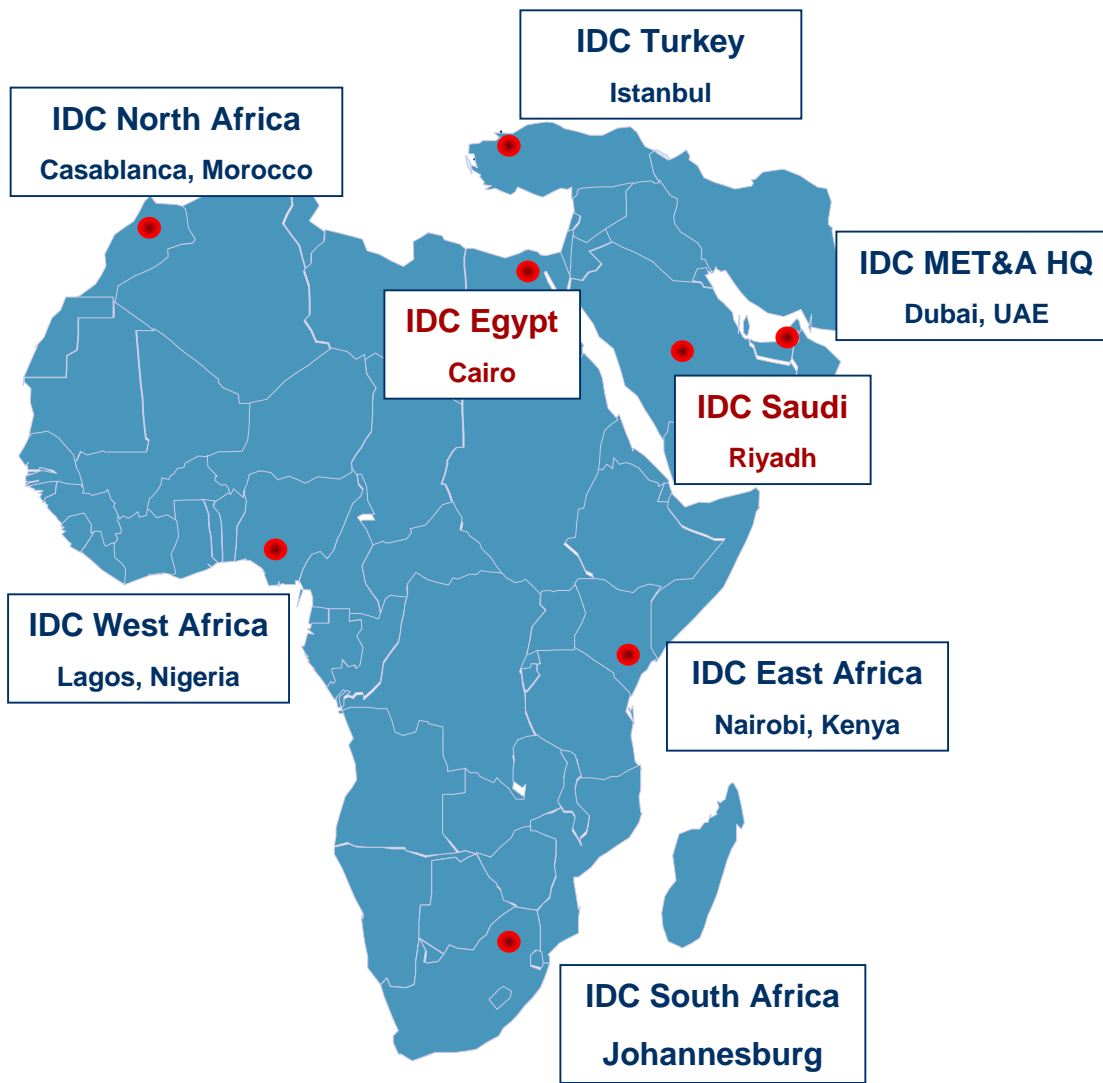 IDC Turkey
Istanbul
IDC North Africa
Casablanca, Morocco
IDC MET&A HQ
Dubai, UAE
IDC Egypt
Cairo
IDC Saudi
Riyadh
IDC West Africa
Lagos, Nigeria
IDC East Africa
Nairobi, Kenya
IDC South Africa
Johannesburg